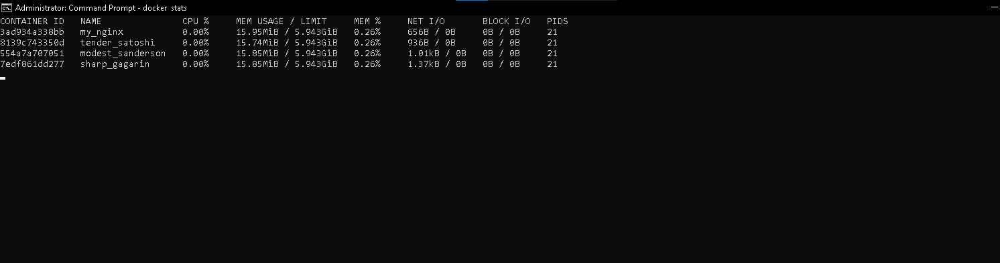 Administrator: Command Prompt - docker stats
CONTAINER ID   NAME               CPU %     MEM USAGE / LIMIT     MEM %     NET I/O       BLOCK I/O   PIDS
3ad934a338bb   my_nginx           0.00%     15.95MiB / 5.943GiB   0.26%     656B / 0B     0B / 0B     21
8139c743350d   tender_satoshi     0.00%     15.74MiB / 5.943GiB   0.26%     936B / 0B     0B / 0B     21
554a7a707051   modest_sanderson   0.00%     15.85MiB / 5.943GiB   0.26%     1.01kB / 0B   0B / 0B     21
7edf861dd277   sharp_gagarin      0.00%     15.85MiB / 5.943GiB   0.26%     1.37kB / 0B   0B / 0B     21